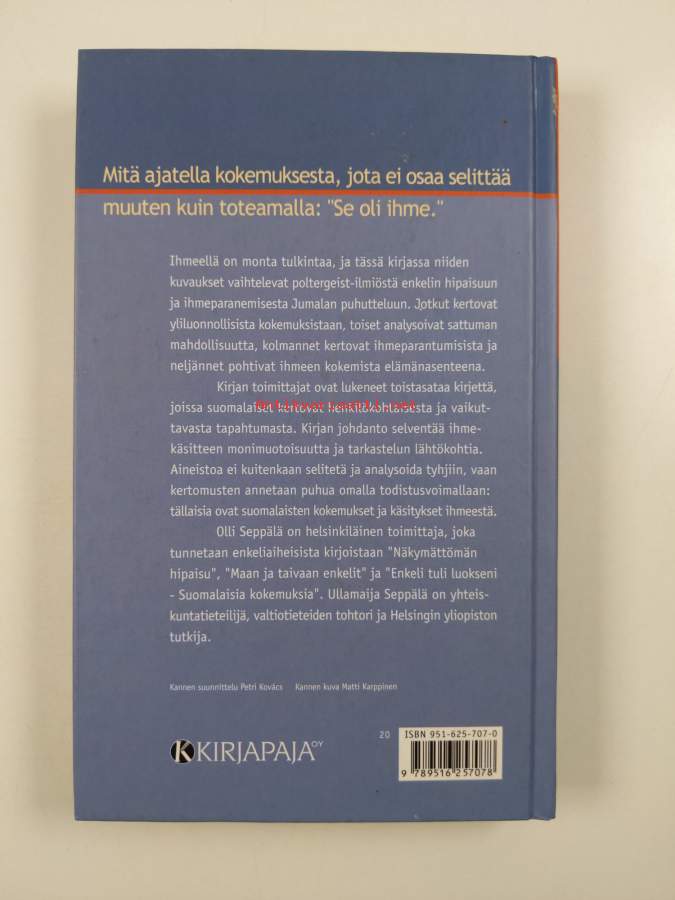 Mitä ajatella kokemuksesta, jota ei osaa selittää
muuten kuin toteamalla: "Se oli ihme."
Ihmeellä on monta tulkintaa, ja tässä kirjassa niiden
kuvaukset vaihtelevat poltergeist-ilmiöstä enkelin hipaisuun
ja ihmeparanemisesta Jumalan puhutteluun. Jotkut kertovat
yliluonnollisista kokemuksistaan, toiset analysoivat sattuman
mahdollisuutta, kolmannet kertovat ihmeparantumisista ja
neljännet pohtivat ihmeen kokemista elämänasenteena.
Kirjan toimittajat ovat lukeneet toistasataa kirjettä,
joissa suomalaiset kertovat henkilökohtaisesta ja vaikut-
tavasta tapahtumasta. Kirjan johdanto selventää ihme-
käsitteen monimuotoisuutta ja tarkastelun lähtökohtia.
Aineistoa ei kuitenkaan selitetä ja analysoida tyhjiin, vaan
kertomusten annetaan puhua omalla todistusvoimallaan:
tällaisia ovat suomalaisten kokemukset ja käsitykset ihmeestä.
Olli Seppälä on helsinkiläinen toimittaja, joka
tunnetaan enkeliaiheisista kirjoistaan "Näkymättömän
hipaisu", "Maan ja taivaan enkelit" ja "Enkeli tuli luokseni
- Suomalaisia kokemuksia". Ullamaija Seppälä on yhteis-
kuntatieteilijä, valtiotieteiden tohtori ja Helsingin yliopiston
tutkija.
Kannen suunnittelu Petri Kovács Kannen kuva Matti Karppinen
20 ISBN 951-625-707-0
KIRJAPAJA OY
9 789516 257078